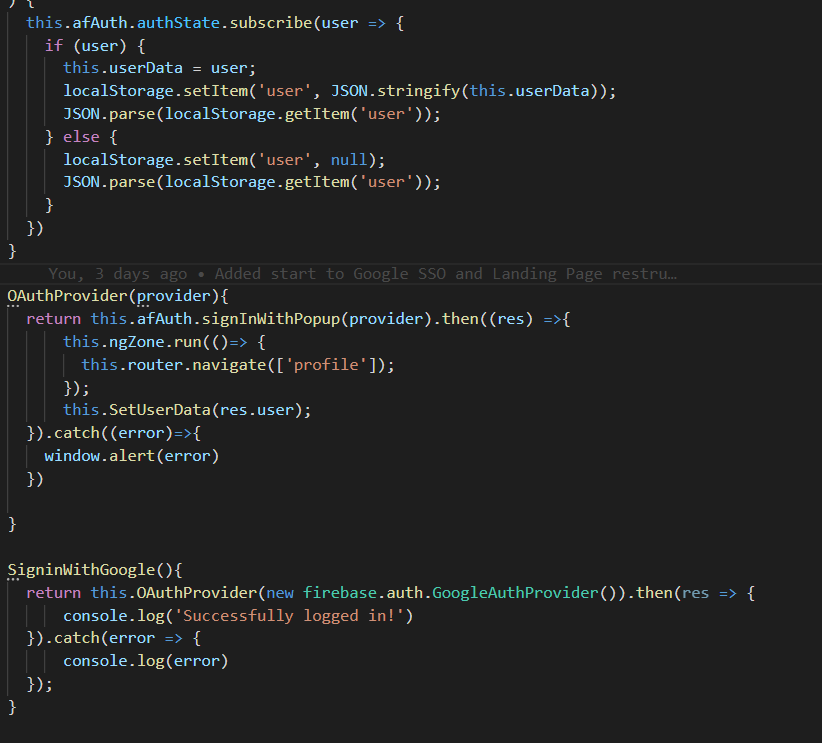 ) {
this.afAuth.authState.subscribe(user => {
if (user) {
this.userData = user;
localStorage.setItem('user', JSON.stringify(this.userData));
JSON.parse(localStorage.getItem('user'));
} else {
localStorage.setItem('user', null);
JSON.parse(localStorage.getItem('user'));
}
})
}
You, 3 days ago • Added start to Google SSO and Landing Page restru…
OAuthProvider(provider){
return this.afAuth.signInWithPopup(provider).then((res) =>{
this.ngZone.run(()=> {
this.router.navigate(['profile']);
});
this.SetUserData(res.user);
}).catch((error)=>{
window.alert(error)
})
}
SigninWithGoogle(){
return this.OAuthProvider(new firebase.auth.GoogleAuthProvider()).then(res => {
console.log('Successfully logged in!')
}).catch(error => {
console.log(error)
});
}